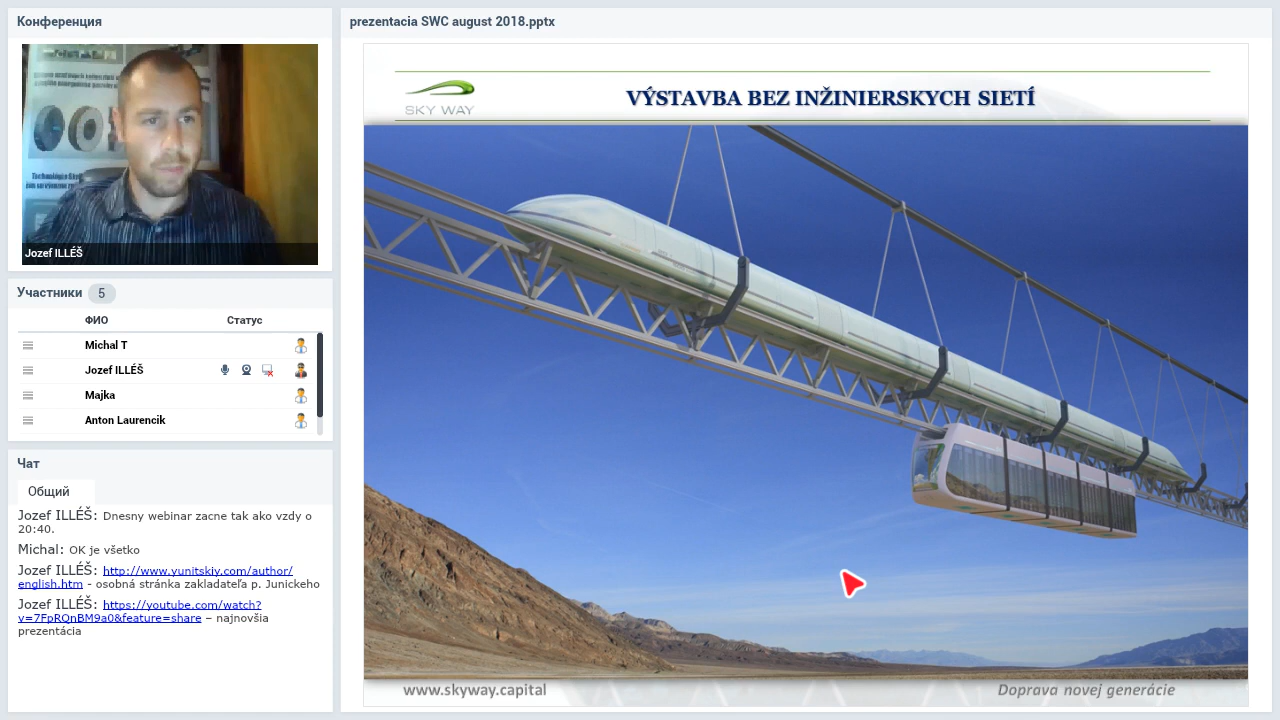 Конференция
Jozef ILLÉŠ
Участники 5
ФИО Статус
Michal T
Jozef ILLÉŠ
Majka
Anton Laurencik
Чат
Общий
Jozef ILLÉŠ: Dnesny webinar zacne tak ako vzdy o
20:40.
Michal: OK je všetko
Jozef ILLÉŠ: http://www.yunitskiy.com/author/
english.htm - osobná stránka zakladateľa p. Junickeho
Jozef ILLÉŠ: https://youtube.com/watch?
v=7FpRQnBM9a0&feature=share – najnovšia
prezentácia
prezentacia SWC august 2018.pptx
SKY WAY
VÝSTAVBA BEZ INŽINIERSKYCH SIETÍ
www.skyway.capital
Doprava novej generácie